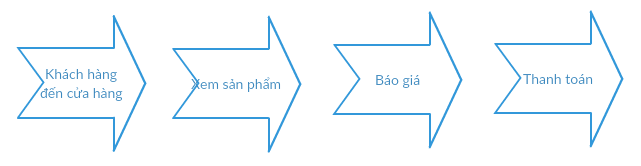 Khách hàng
đến cửa hàng
Xem sản phẩm
Báo giá
Thanh toán